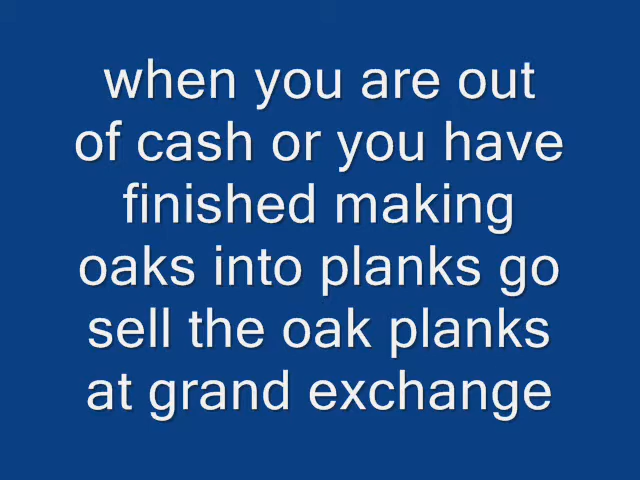 when you are out
of cash or you have
finished making
oaks into planks go
sell the oak planks
at grand exchange